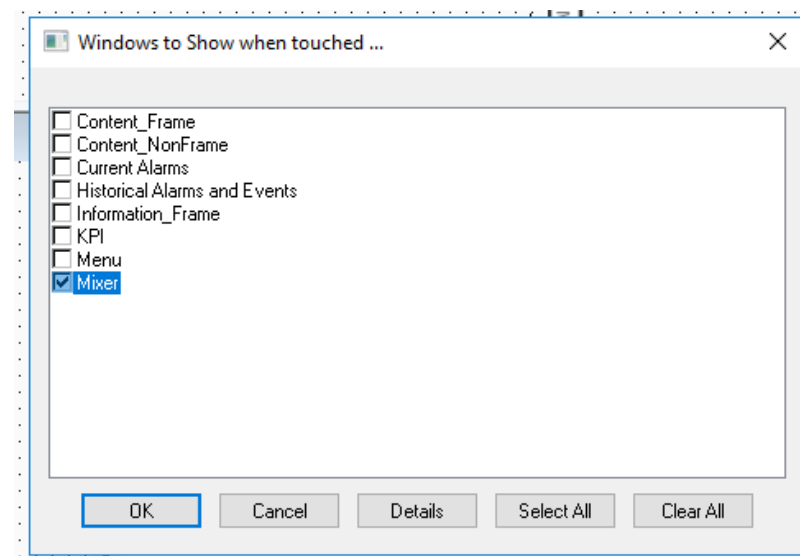 Windows to Show when touched ...
Content_Frame
Content_NonFrame
Current Alarms
Historical Alarms and Events
Information_Frame
KPI
Menu
Mixer
OK Cancel Details Select All Clear All